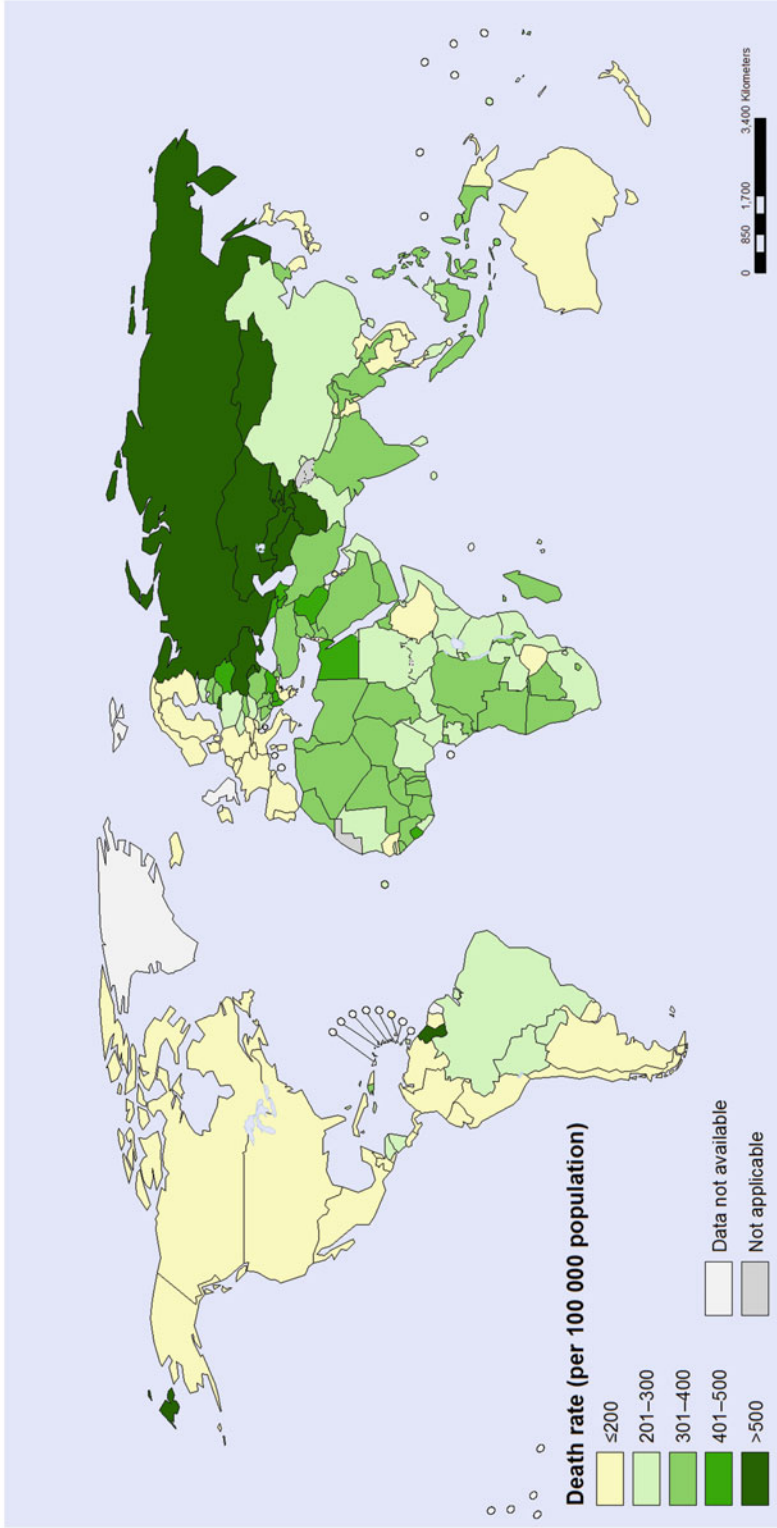 Death rate (per 100 000 population)
≤200
201–300
301–400
401–500
>500
Data not available
Not applicable
0 850 1,700 3,400 Kilometers